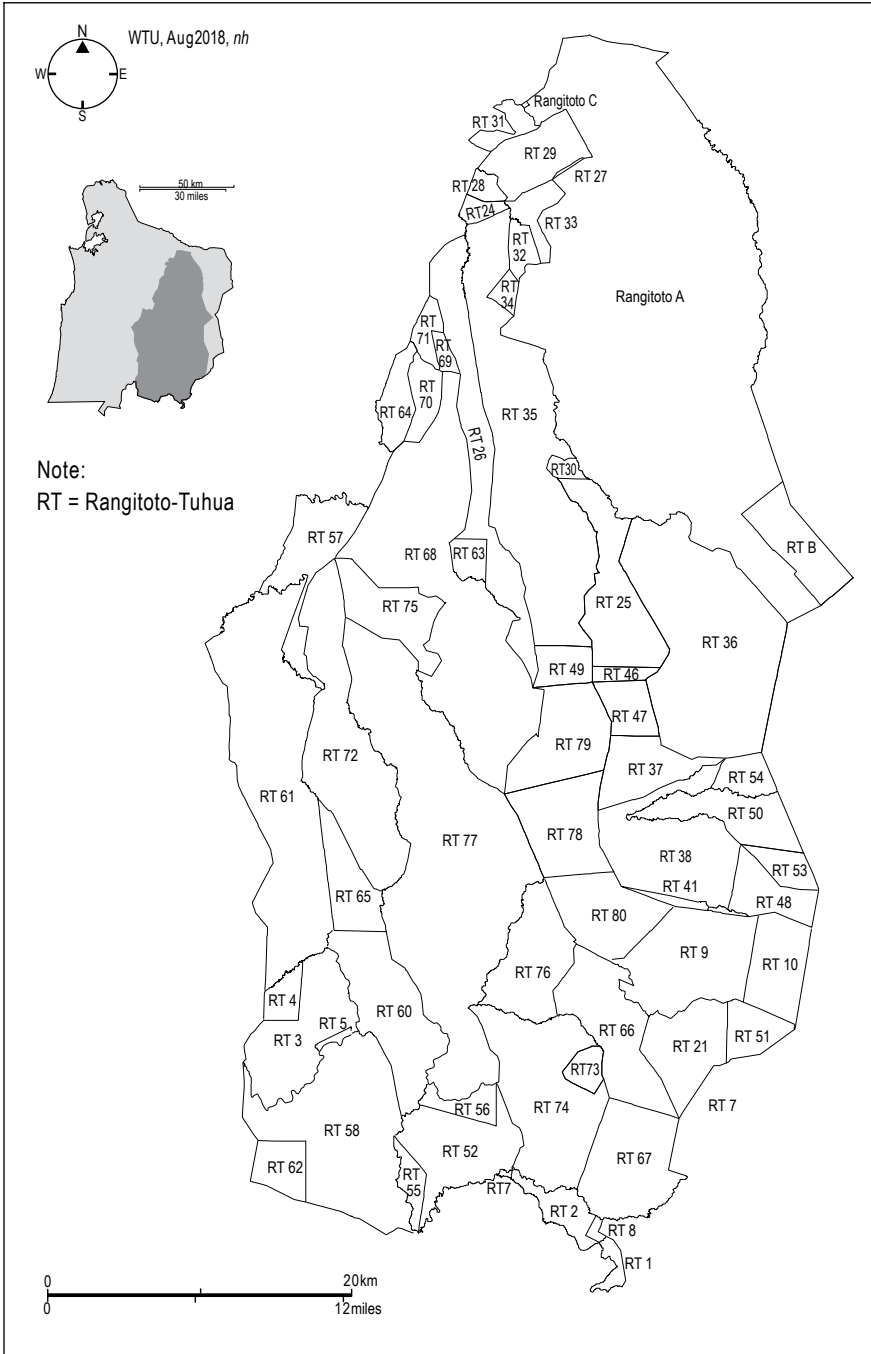 N
W E
S
WTU, Aug2018, nh
50 km
30 miles
Note:
RT = Rangitoto-Tuhua
Rangitoto C
RT 31
RT 29
RT 27
RT 28
RT24
RT 33
RT
32
RT
34
Rangitoto A
RT
71
RT
69
RT
70
RT 64
RT 35
RT 26
RT30
RT 57
RT 68
RT 63
RT B
RT 25
RT 75
RT 36
RT 49
RT 46
RT 47
RT 72
RT 79
RT 37
RT 54
RT 61
RT 50
RT 77
RT 78
RT 38
RT 53
RT 41
RT 48
RT 65
RT 80
RT 9
RT 10
RT 76
RT 4
RT 60
RT 66
RT 5
RT 3
RT 21
RT 51
RT73
RT 7
RT 56
RT 74
RT 58
RT 52
RT 67
RT 62
RT
55
RT7
RT 2
RT 8
RT 1
0 20km
0 12miles